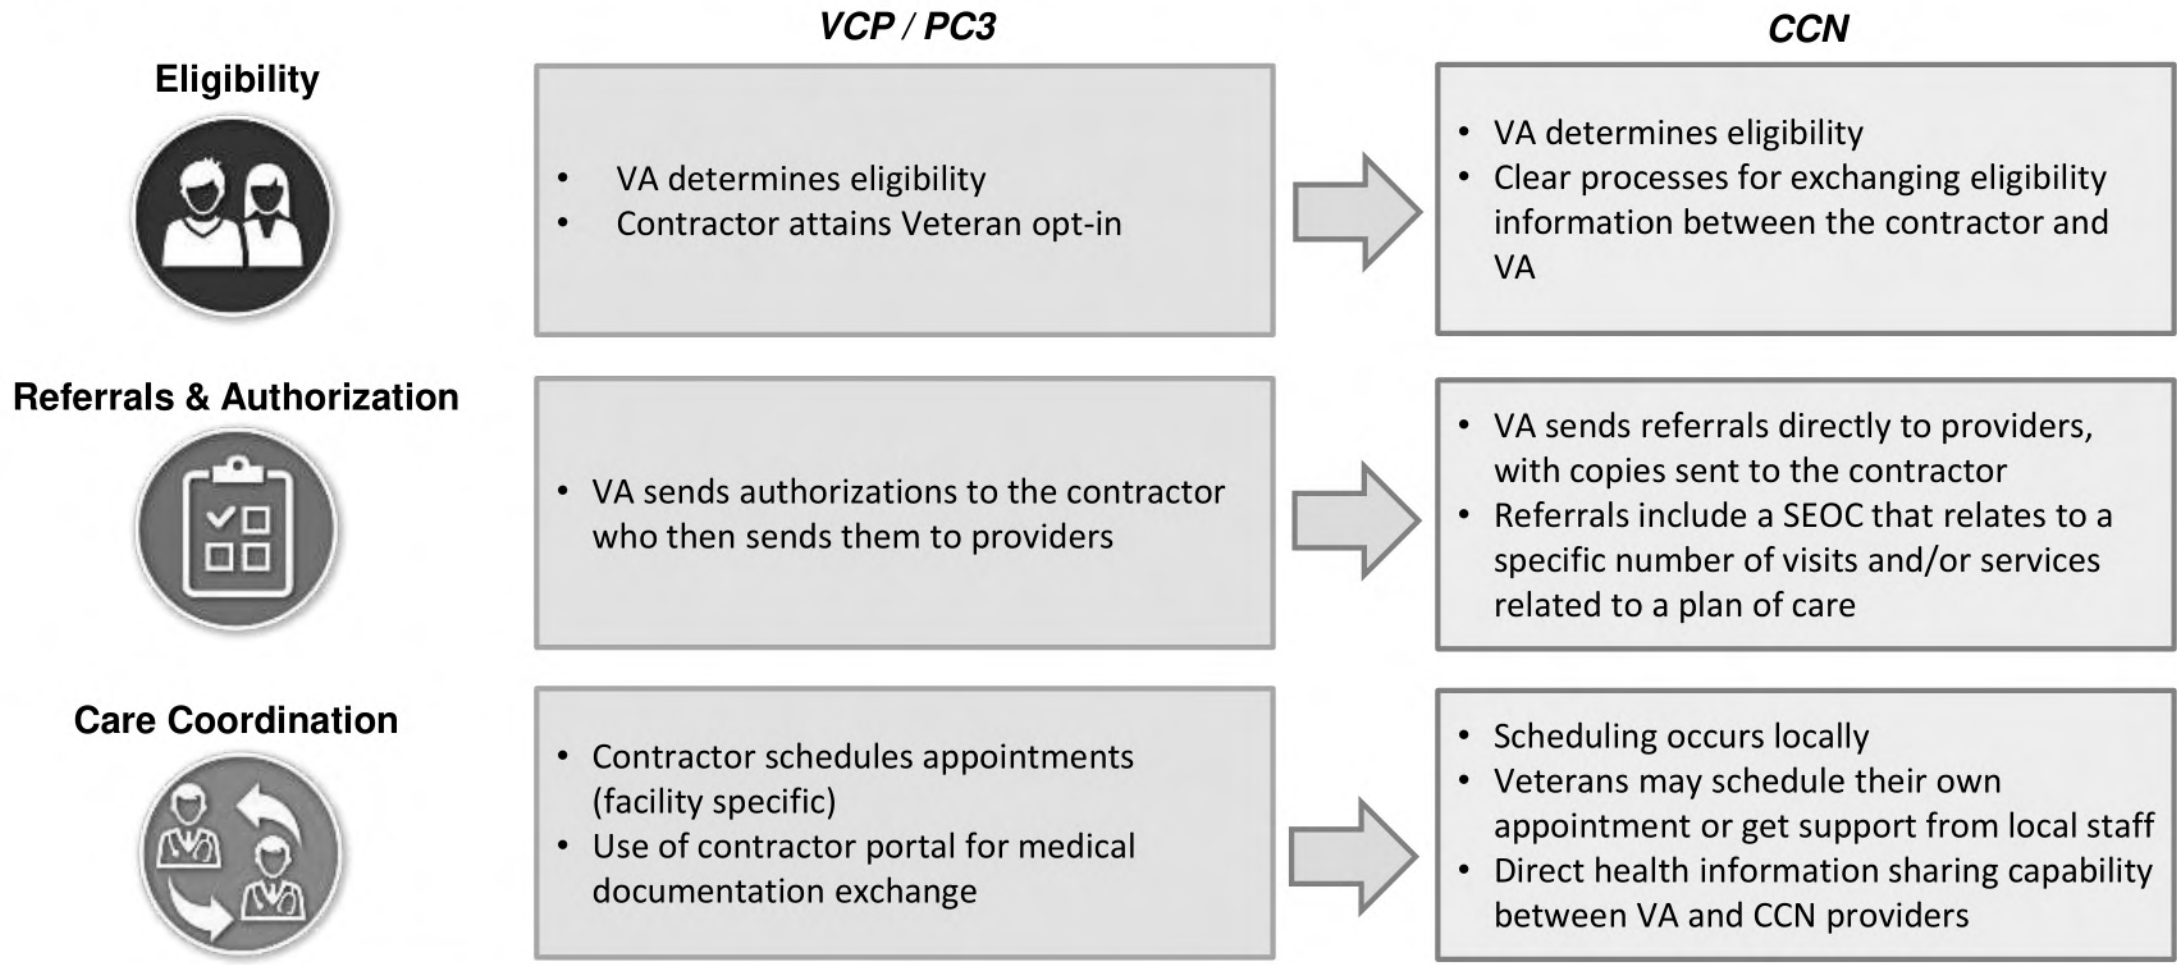 VCP / PC3
CCN
Eligibility
• VA determines eligibility
• Contractor attains Veteran opt-in
• VA determines eligibility
• Clear processes for exchanging eligibility
information between the contractor and
VA
Referrals & Authorization
• VA sends authorizations to the contractor
who then sends them to providers
• VA sends referrals directly to providers,
with copies sent to the contractor
• Referrals include a SEOC that relates to a
specific number of visits and/or services
related to a plan of care
Care Coordination
• Contractor schedules appointments
(facility specific)
• Use of contractor portal for medical
documentation exchange
• Scheduling occurs locally
• Veterans may schedule their own
appointment or get support from local staff
• Direct health information sharing capability
between VA and CCN providers